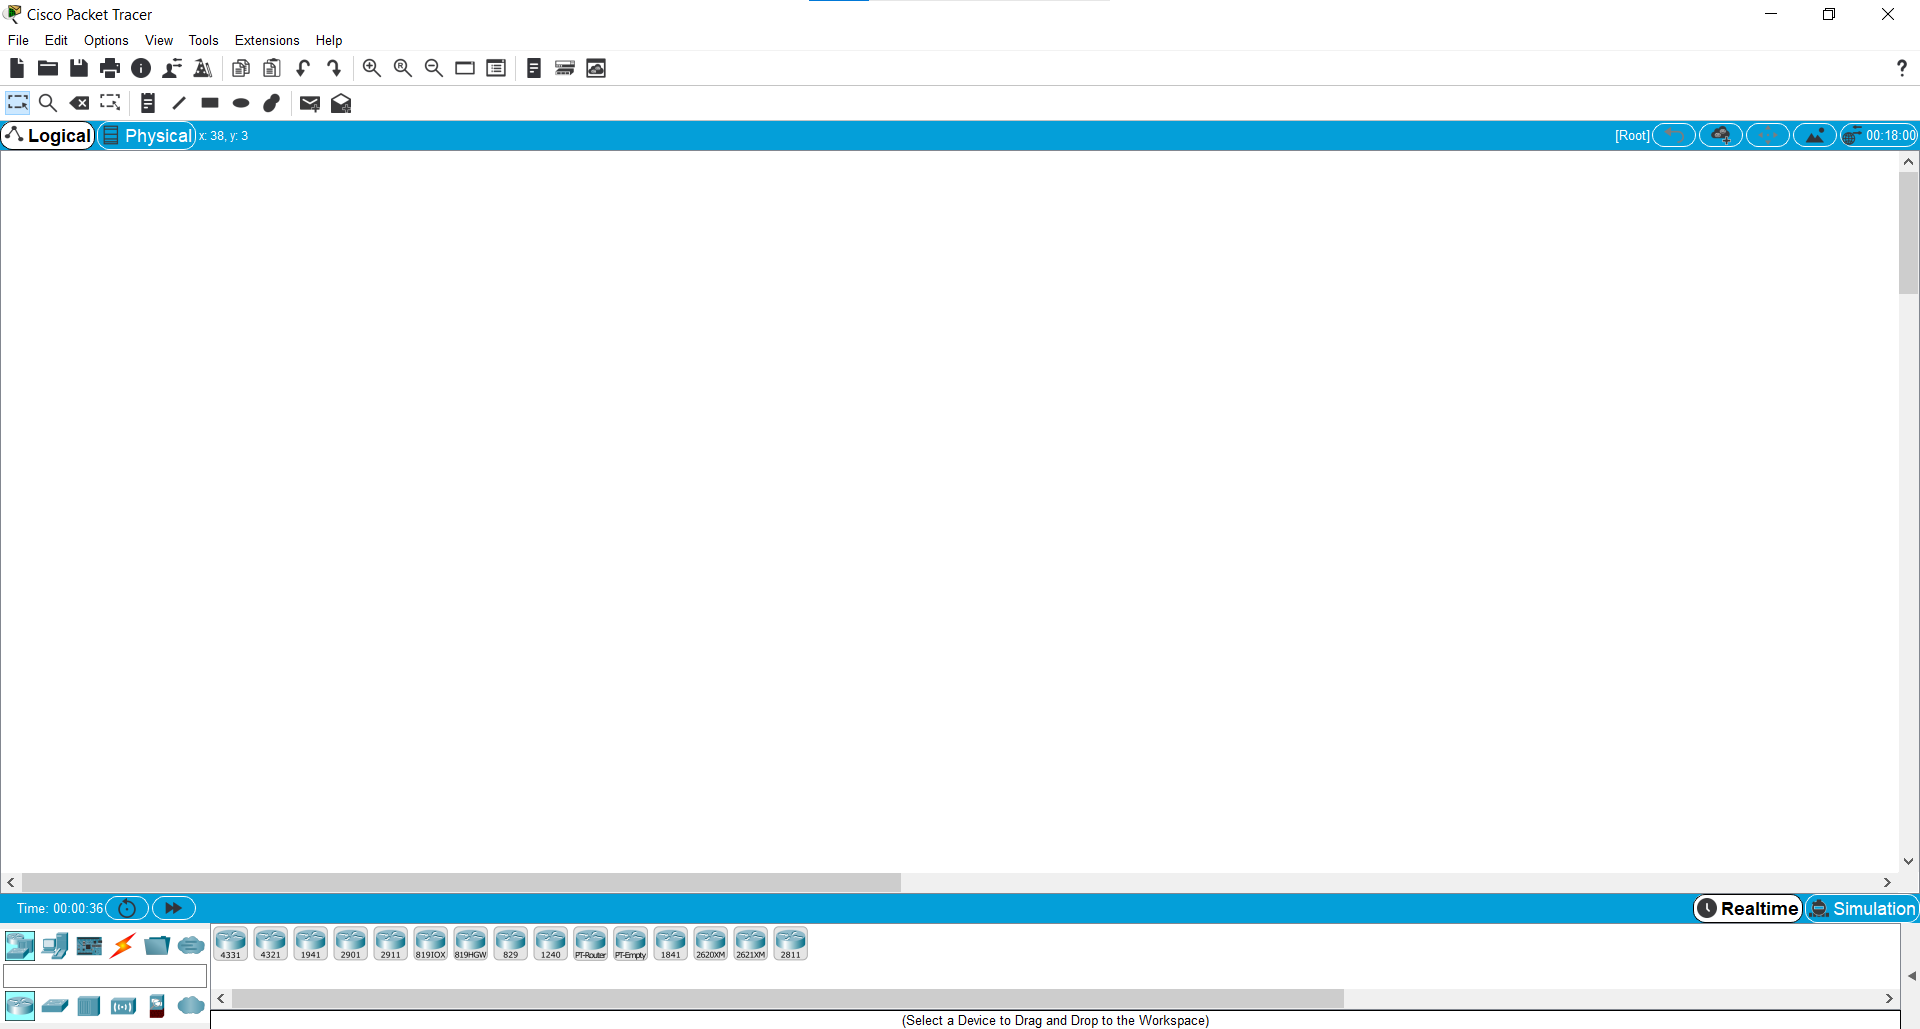 Cisco Packet Tracer
File Edit Options View Tools Extensions Help
?
Logical Physical x: 38, y: 3 [Root] 00:18:00
Time: 00:00:36 Realtime Simulation
4331 4321 1941 2901 2911 819IOX 819HGW 829 1240 PT-Router PT-Empty 1841 2620XM 2621XM 2811
(Select a Device to Drag and Drop to the Workspace)